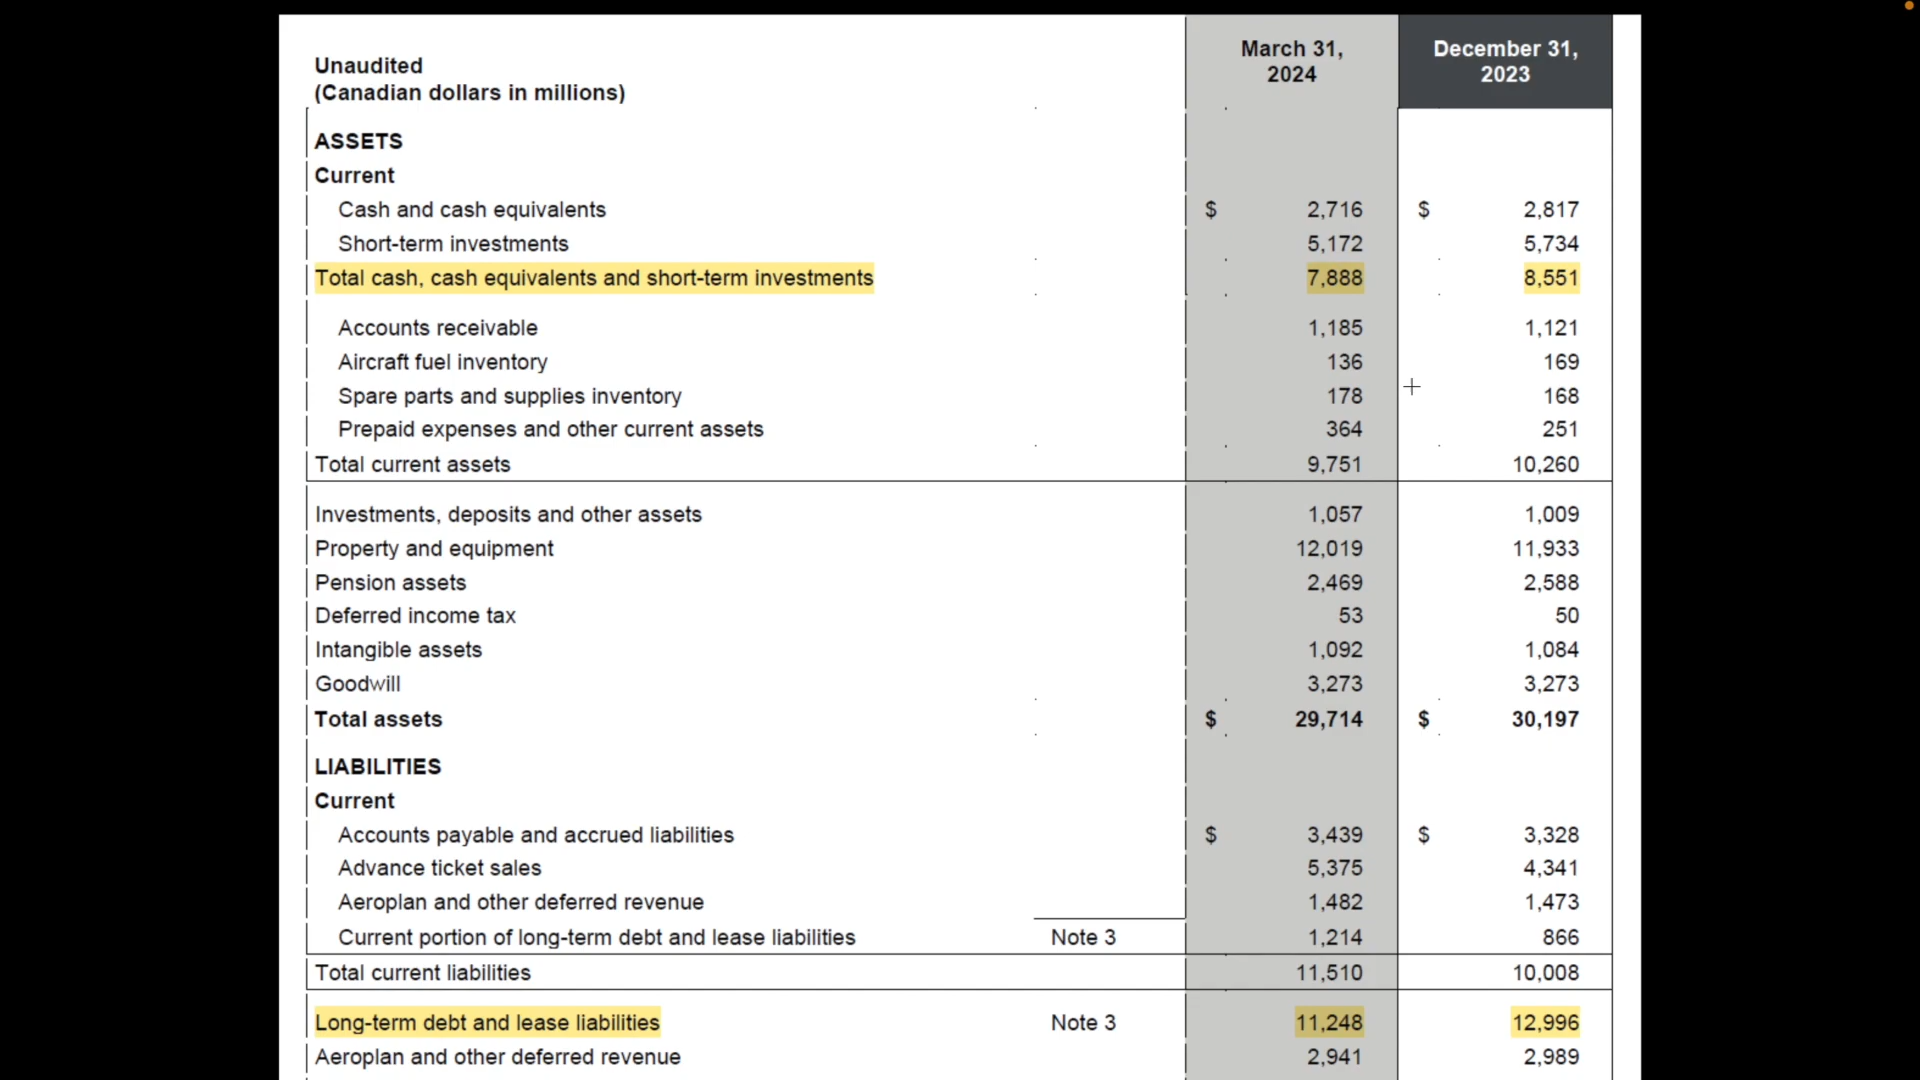 March 31, 2024 December 31, 2023
Unaudited
(Canadian dollars in millions)
ASSETS
Current
Cash and cash equivalents $ 2,716 $ 2,817
Short-term investments 5,172 5,734
Total cash, cash equivalents and short-term investments 7,888 8,551
Accounts receivable 1,185 1,121
Aircraft fuel inventory 136 169
Spare parts and supplies inventory 178 168
Prepaid expenses and other current assets 364 251
Total current assets 9,751 10,260
Investments, deposits and other assets 1,057 1,009
Property and equipment 12,019 11,933
Pension assets 2,469 2,588
Deferred income tax 53 50
Intangible assets 1,092 1,084
Goodwill 3,273 3,273
Total assets $ 29,714 $ 30,197
LIABILITIES
Current
Accounts payable and accrued liabilities $ 3,439 $ 3,328
Advance ticket sales 5,375 4,341
Aeroplan and other deferred revenue 1,482 1,473
Current portion of long-term debt and lease liabilities Note 3 1,214 866
Total current liabilities 11,510 10,008
Long-term debt and lease liabilities Note 3 11,248 12,996
Aeroplan and other deferred revenue 2,941 2,989